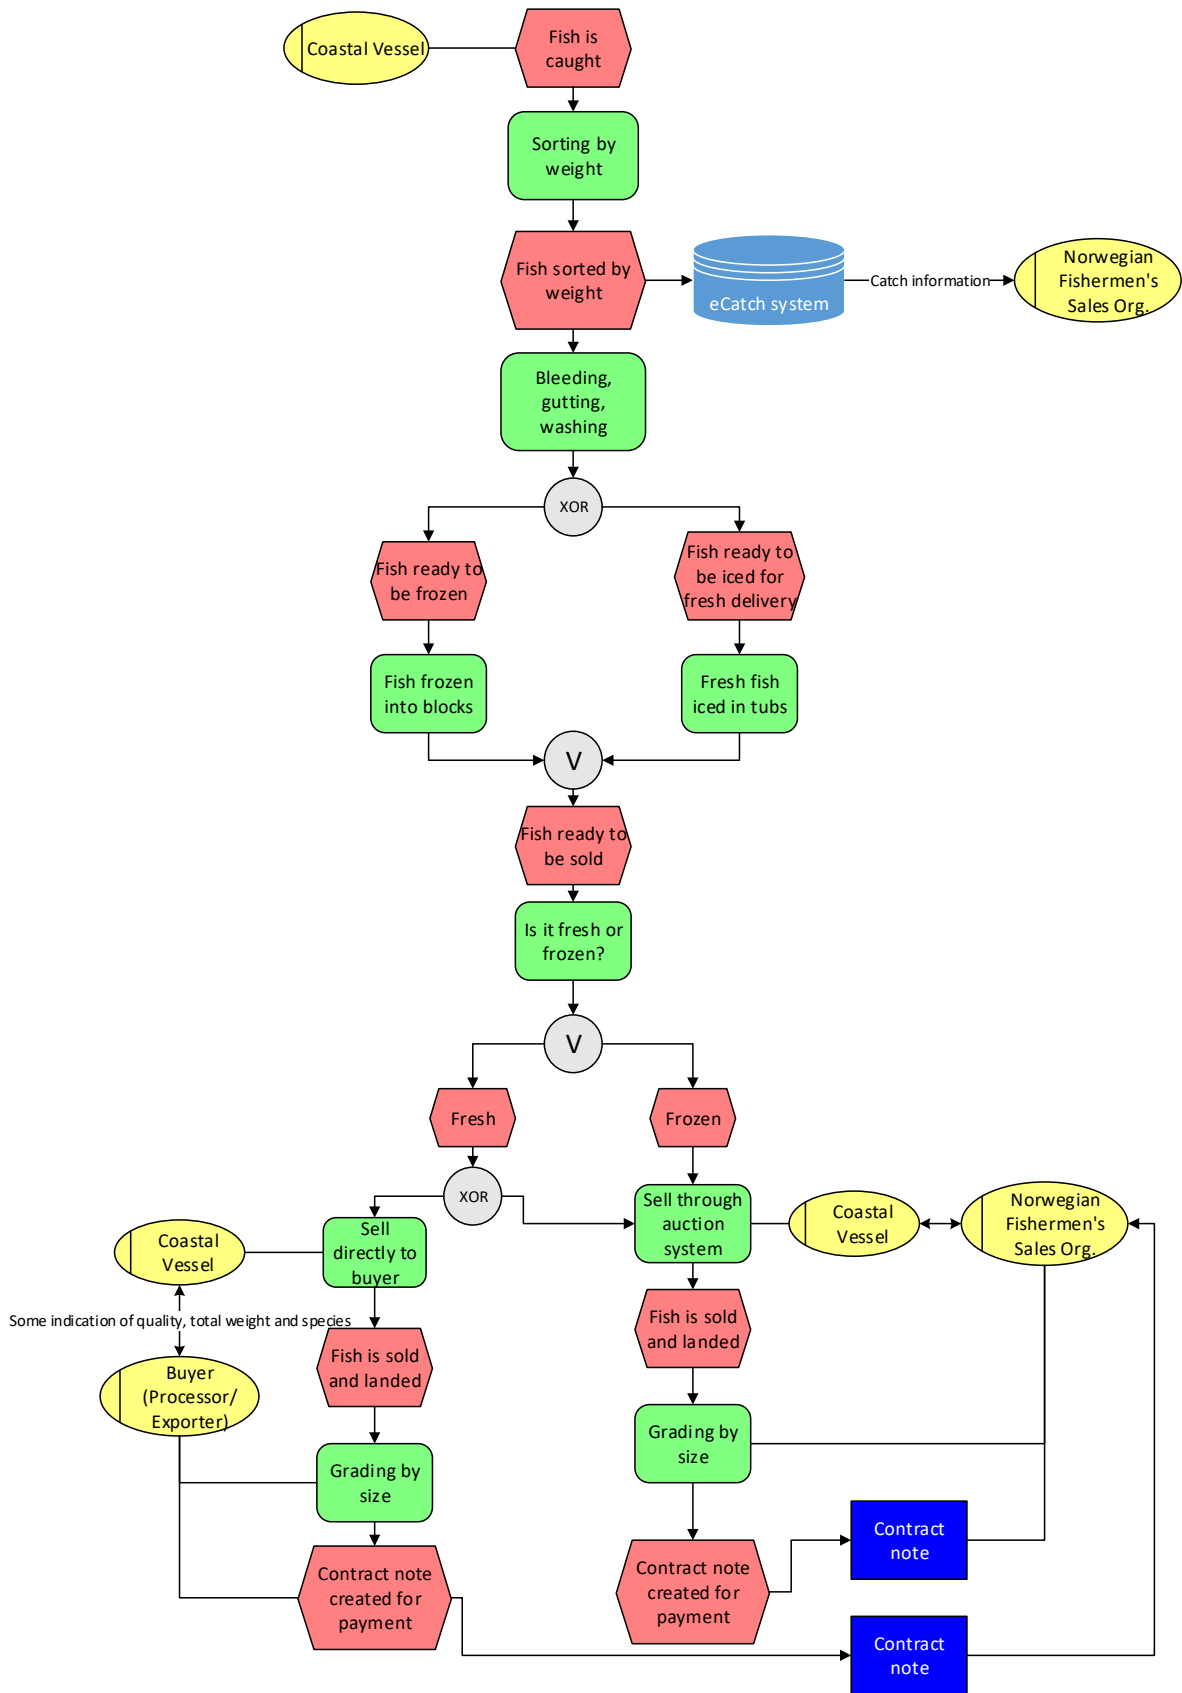 Coastal Vessel
Fish is
caught
Sorting by
weight
Fish sorted by
weight
eCatch system
Catch information
Norwegian
Fishermen's
Sales Org.
Bleeding,
gutting,
washing
XOR
Fish ready to
be frozen
Fish ready to
be iced for
fresh delivery
Fish frozen
into blocks
Fresh fish
iced in tubs
V
Fish ready to
be sold
Is it fresh or
frozen?
V
Fresh
Frozen
XOR
Sell
directly to
buyer
Sell through
auction
system
Coastal
Vessel
Norwegian
Fishermen's
Sales Org.
Coastal
Vessel
Some indication of quality, total weight and species
Fish is sold
and landed
Fish is sold
and landed
Buyer
(Processor/
Exporter)
Grading by
size
Grading by
size
Contract note
created for
payment
Contract note
created for
payment
Contract
note
Contract
note